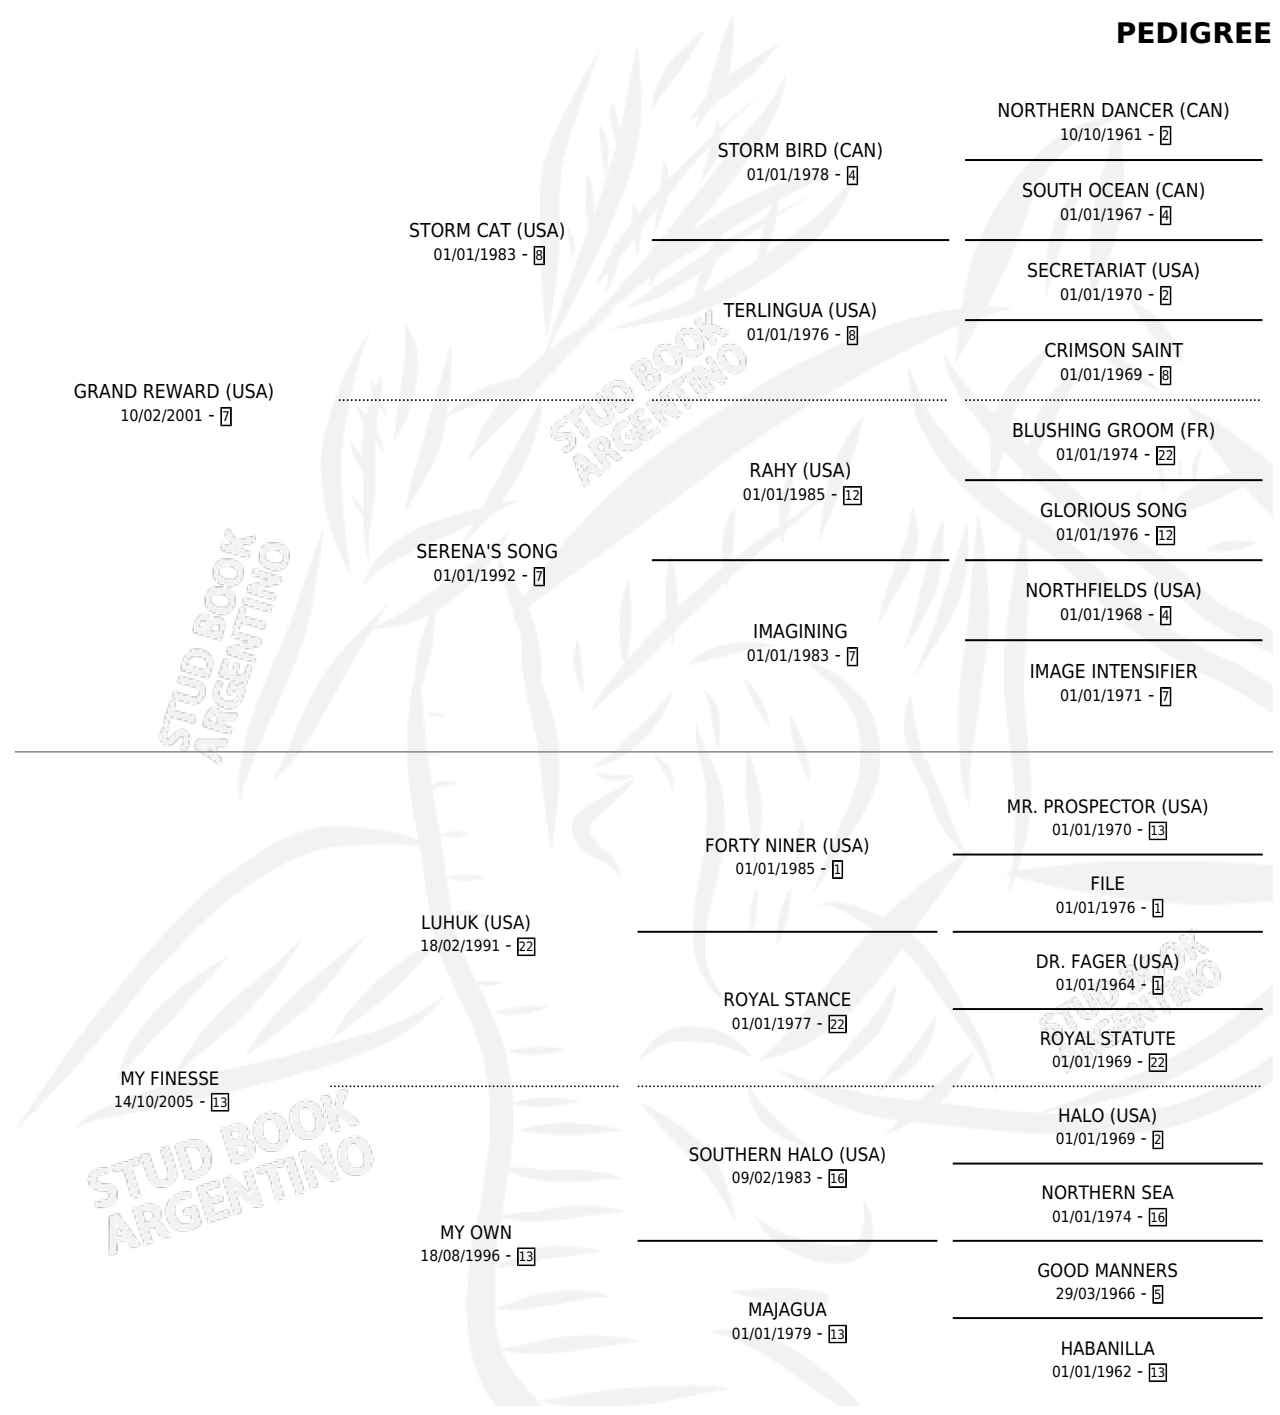 PEDIGREE
NORTHERN DANCER (CAN)
10/10/1961 - 2
STORM BIRD (CAN)
01/01/1978 - 4
SOUTH OCEAN (CAN)
01/01/1967 - 4
STORM CAT (USA)
01/01/1983 - 8
SECRETARIAT (USA)
01/01/1970 - 2
TERLINGUA (USA)
01/01/1976 - 8
CRIMSON SAINT
01/01/1969 - 8
GRAND REWARD (USA)
10/02/2001 - 7
STUD BOOK
ARGENTINO
BLUSHING GROOM (FR)
01/01/1974 - 22
RAHY (USA)
01/01/1985 - 12
GLORIOUS SONG
01/01/1976 - 12
SERENA'S SONG
01/01/1992 - 7
NORTHFIELDS (USA)
01/01/1968 - 4
IMAGINING
01/01/1983 - 7
IMAGE INTENSIFIER
01/01/1971 - 7
STUD BOOK
ARGENTINO
MR. PROSPECTOR (USA)
01/01/1970 - 13
FORTY NINER (USA)
01/01/1985 - 1
FILE
01/01/1976 - 1
LUHUK (USA)
18/02/1991 - 22
DR. FAGER (USA)
01/01/1964 - 1
ROYAL STANCE
01/01/1977 - 22
ROYAL STATUTE
01/01/1969 - 22
STUD BOOK
ARGENTINO
MY FINESSE
14/10/2005 - 13
HALO (USA)
01/01/1969 - 2
SOUTHERN HALO (USA)
09/02/1983 - 16
NORTHERN SEA
01/01/1974 - 16
STUD BOOK
ARGENTINO
MY OWN
18/08/1996 - 13
GOOD MANNERS
29/03/1966 - 5
MAJAGUA
01/01/1979 - 13
HABANILLA
01/01/1962 - 13